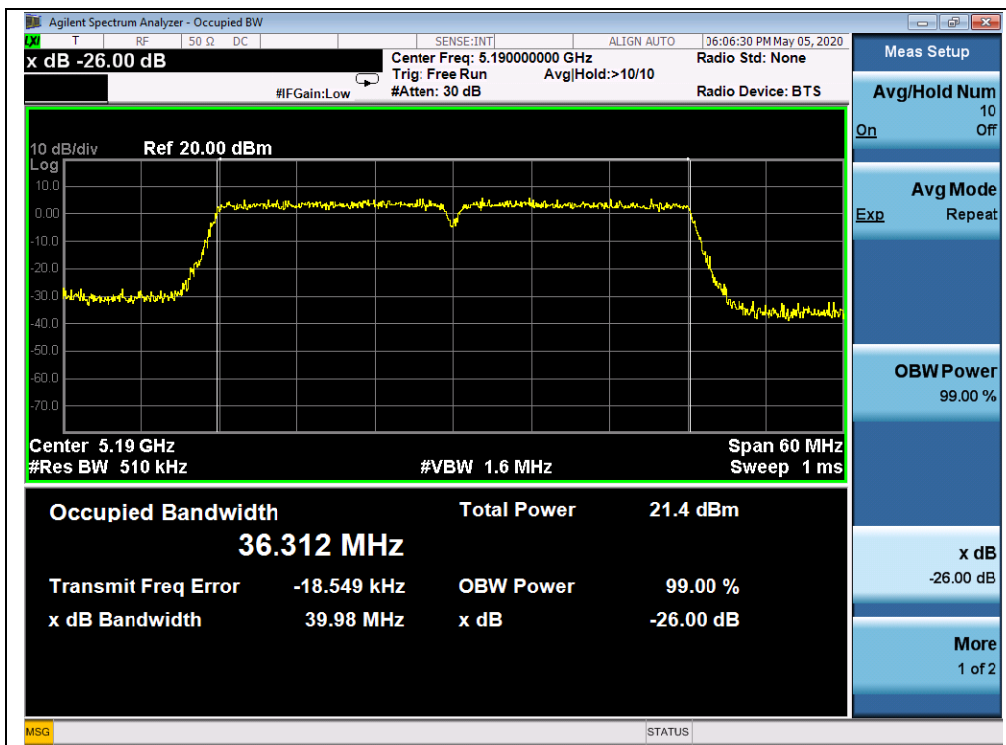 Agilent Spectrum Analyzer - Occupied BW
LXI T RF 50 Ω DC SENSE:INT ALIGN AUTO 06:06:30 PM May 05, 2020
x dB -26.00 dB
Center Freq: 5.190000000 GHz
Radio Std: None
Trig: Free Run Avg|Hold:>10/10
#IFGain:Low #Atten: 30 dB Radio Device: BTS
10 dB/div Ref 20.00 dBm
Log
10.0
0.00
-10.0
-20.0
-30.0
-40.0
-50.0
-60.0
-70.0
Center 5.19 GHz Span 60 MHz
#Res BW 510 kHz #VBW 1.6 MHz Sweep 1 ms
Occupied Bandwidth Total Power 21.4 dBm
36.312 MHz
Transmit Freq Error -18.549 kHz OBW Power 99.00 %
x dB Bandwidth 39.98 MHz x dB -26.00 dB
Meas Setup
Avg/Hold Num
10
On Off
Avg Mode
Exp Repeat
OBW Power
99.00 %
x dB
-26.00 dB
More
1 of 2
MSG STATUS